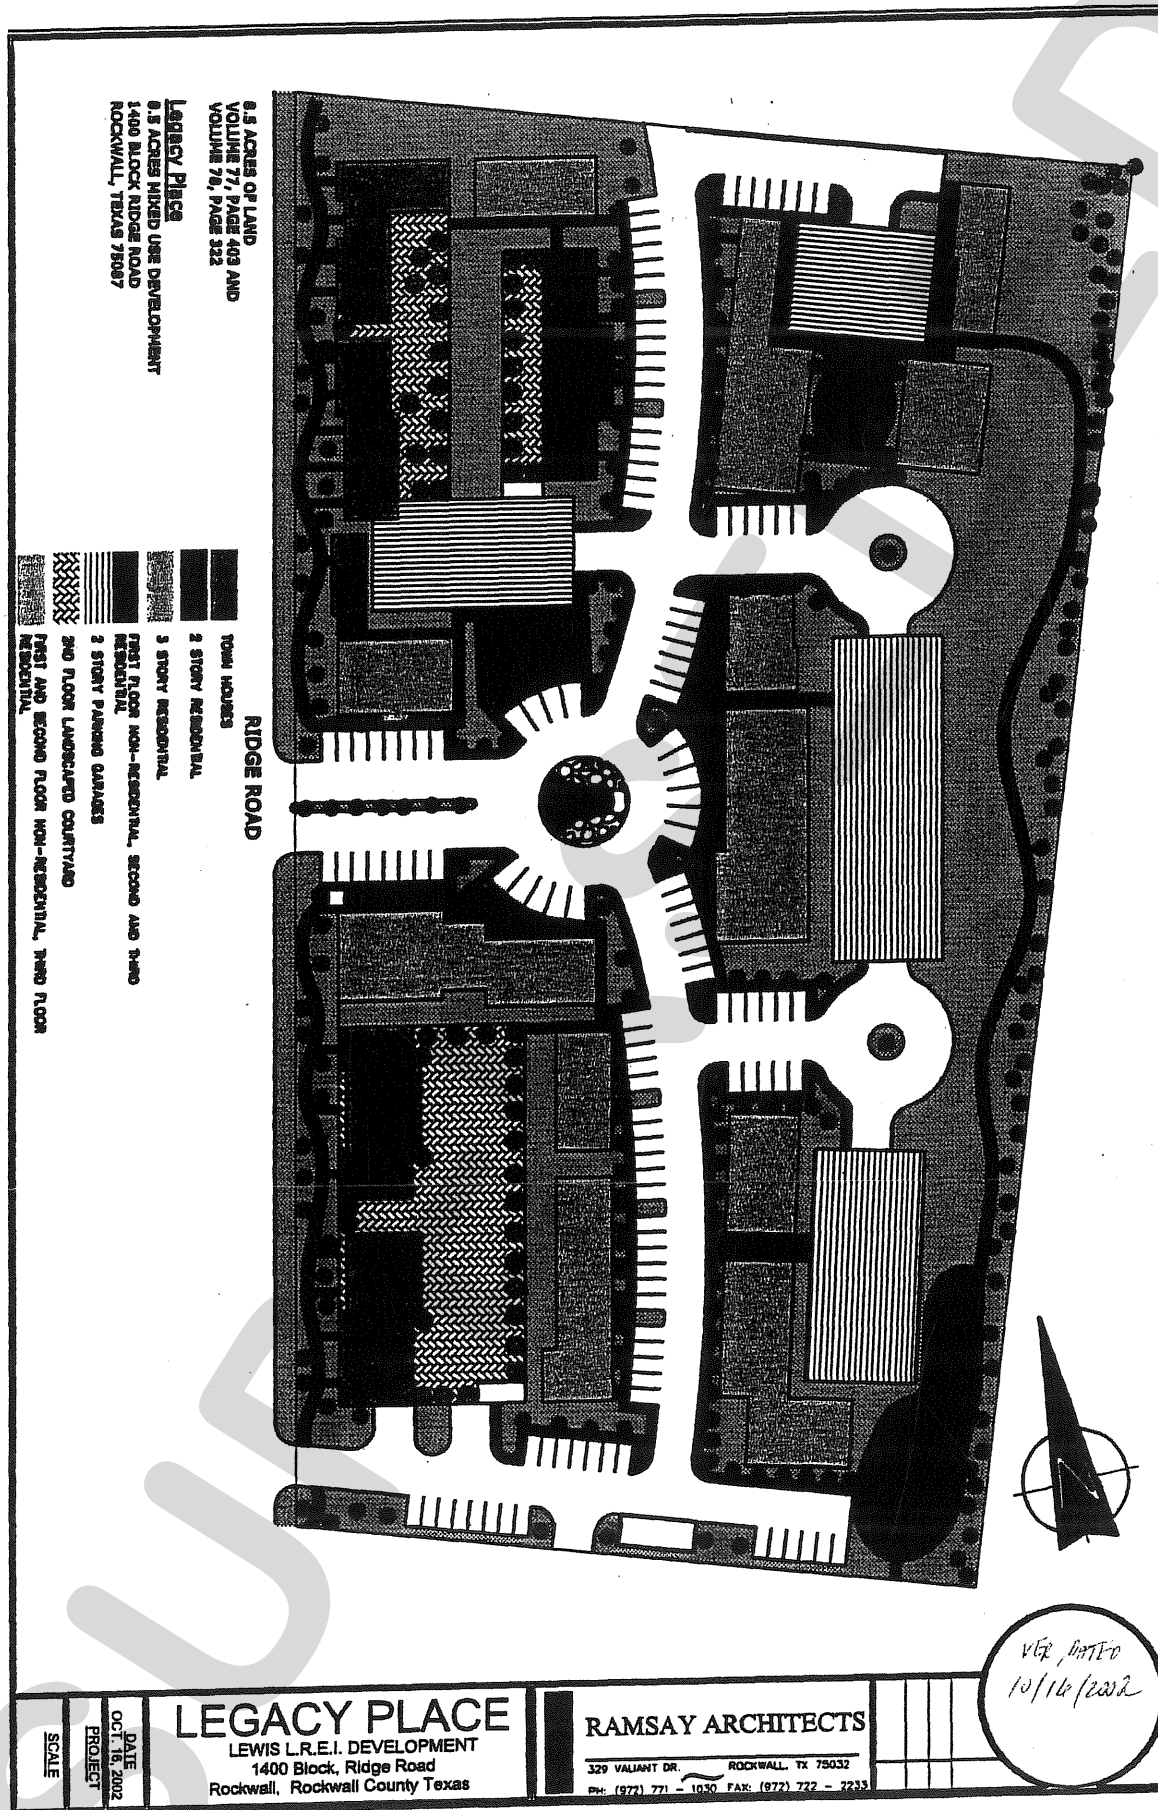 8.5 ACRES OF LAND
VOLUME 77, PAGE 403 AND
VOLUME 78, PAGE 322
Legacy Place
8.5 ACRES MIXED USE DEVELOPMENT
1400 BLOCK RIDGE ROAD
ROCKWALL, TEXAS 75087
RIDGE ROAD
TOWN HOUSES
2 STORY RESIDENTIAL
3 STORY RESIDENTIAL
FIRST FLOOR NON-RESIDENTIAL, SECOND AND THIRD
RESIDENTIAL
2 STORY PARKING GARAGES
2ND FLOOR LANDSCAPED COURTYARD
FIRST AND SECOND FLOOR NON-RESIDENTIAL, THIRD FLOOR
RESIDENTIAL
VER, DATED
10/16/2002
SCALE
PROJECT
DATE
OCT. 16, 2002
LEGACY PLACE
LEWIS L.R.E.I. DEVELOPMENT
1400 Block, Ridge Road
Rockwall, Rockwall County Texas
RAMSAY ARCHITECTS
329 VALIANT DR. ROCKWALL, TX 75032
PH: (972) 771 - 1030 FAX: (972) 722 - 2233